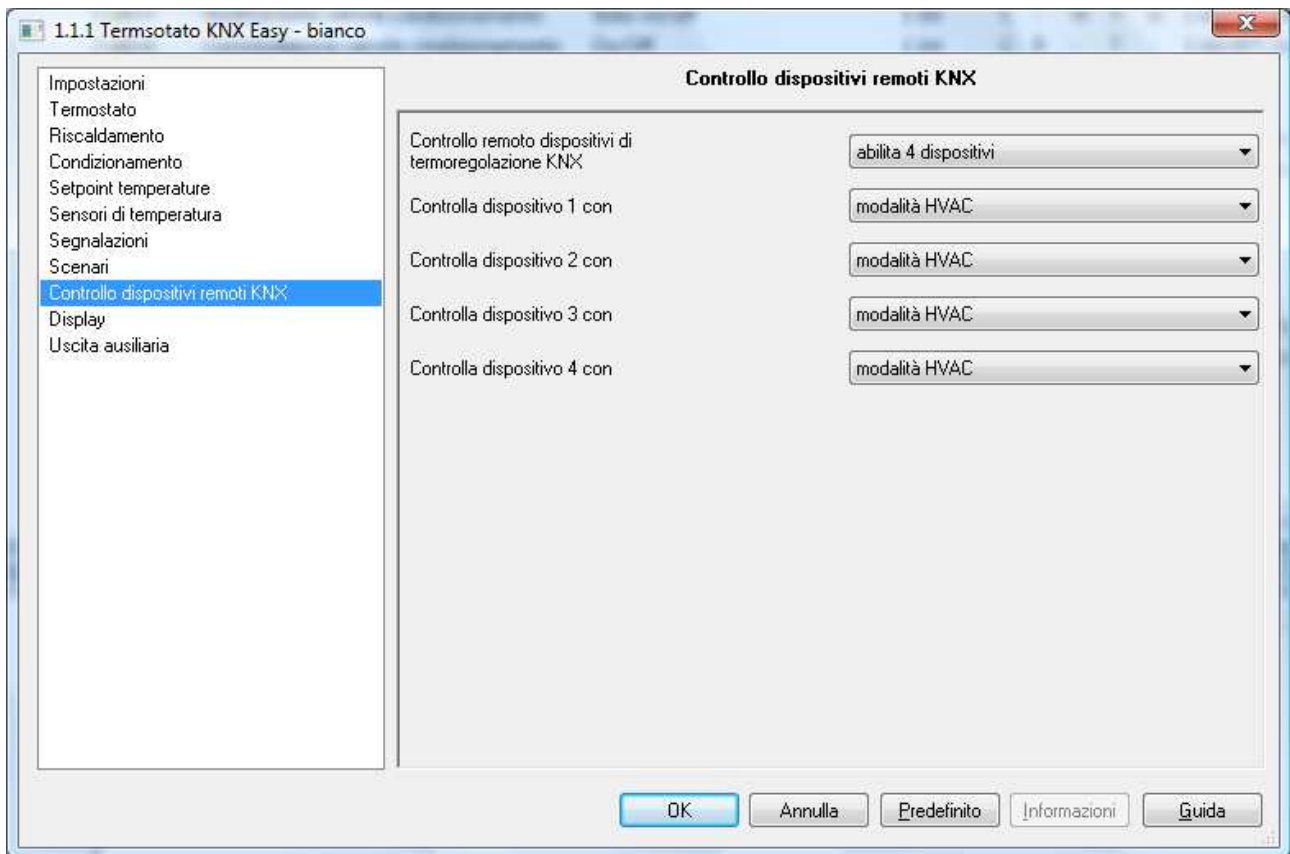 1.1.1 Termsotato KNX Easy - bianco
Impostazioni
Termostato
Riscaldamento
Condizionamento
Setpoint temperature
Sensori di temperatura
Segnalazioni
Scenari
Controllo dispositivi remoti KNX
Display
Uscita ausiliaria
Controllo dispositivi remoti KNX
Controllo remoto dispositivi di
termoregolazione KNX
abilita 4 dispositivi
Controlla dispositivo 1 con
modalità HVAC
Controlla dispositivo 2 con
modalità HVAC
Controlla dispositivo 3 con
modalità HVAC
Controlla dispositivo 4 con
modalità HVAC
OK
Annulla
Predefinito
Informazioni
Guida